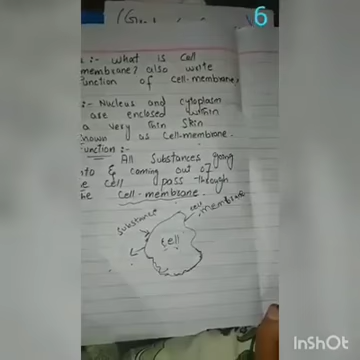 6
:- What is Cell
membrane? also write
function of cell-membrane.
:- Nucleus and cytoplasm
are enclosed within
a very thin skin
known as Cell-membrane.
function:-
All Substances going
into & coming out of
the cell pass through
the cell-membrane.
substance
cell
membrane
cell
InShOt